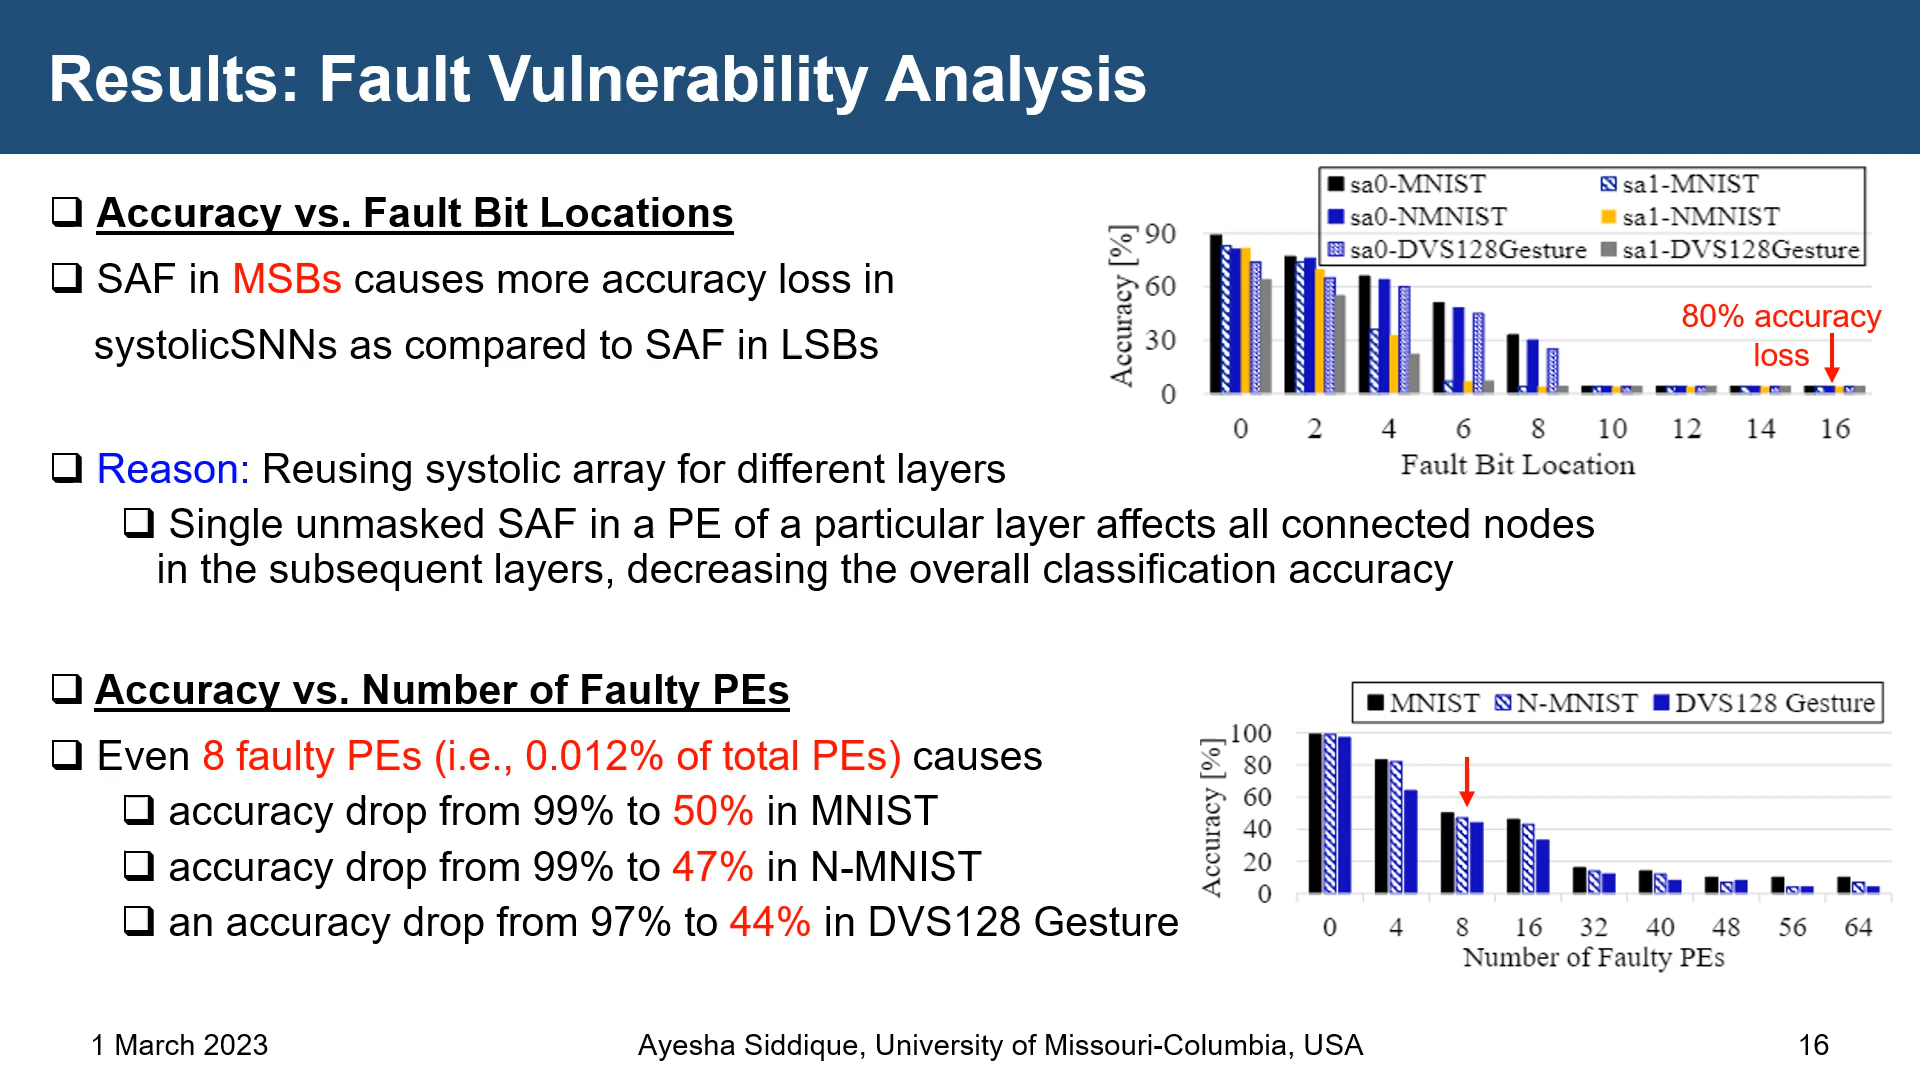 Results: Fault Vulnerability Analysis
Accuracy vs. Fault Bit Locations
SAF in MSBs causes more accuracy loss in
systolicSNNs as compared to SAF in LSBs
sa0-MNIST sa1-MNIST
sa0-NMNIST sa1-NMNIST
sa0-DVS128Gesture sa1-DVS128Gesture
Accuracy [%]
90
60
30
0
80% accuracy
loss
0 2 4 6 8 10 12 14 16
Fault Bit Location
Reason: Reusing systolic array for different layers
Single unmasked SAF in a PE of a particular layer affects all connected nodes
in the subsequent layers, decreasing the overall classification accuracy
Accuracy vs. Number of Faulty PEs
Even 8 faulty PEs (i.e., 0.012% of total PEs) causes
accuracy drop from 99% to 50% in MNIST
accuracy drop from 99% to 47% in N-MNIST
an accuracy drop from 97% to 44% in DVS128 Gesture
MNIST N-MNIST DVS128 Gesture
Accuracy [%]
100
80
60
40
20
0
0 4 8 16 32 40 48 56 64
Number of Faulty PEs
1 March 2023
Ayesha Siddique, University of Missouri-Columbia, USA
16